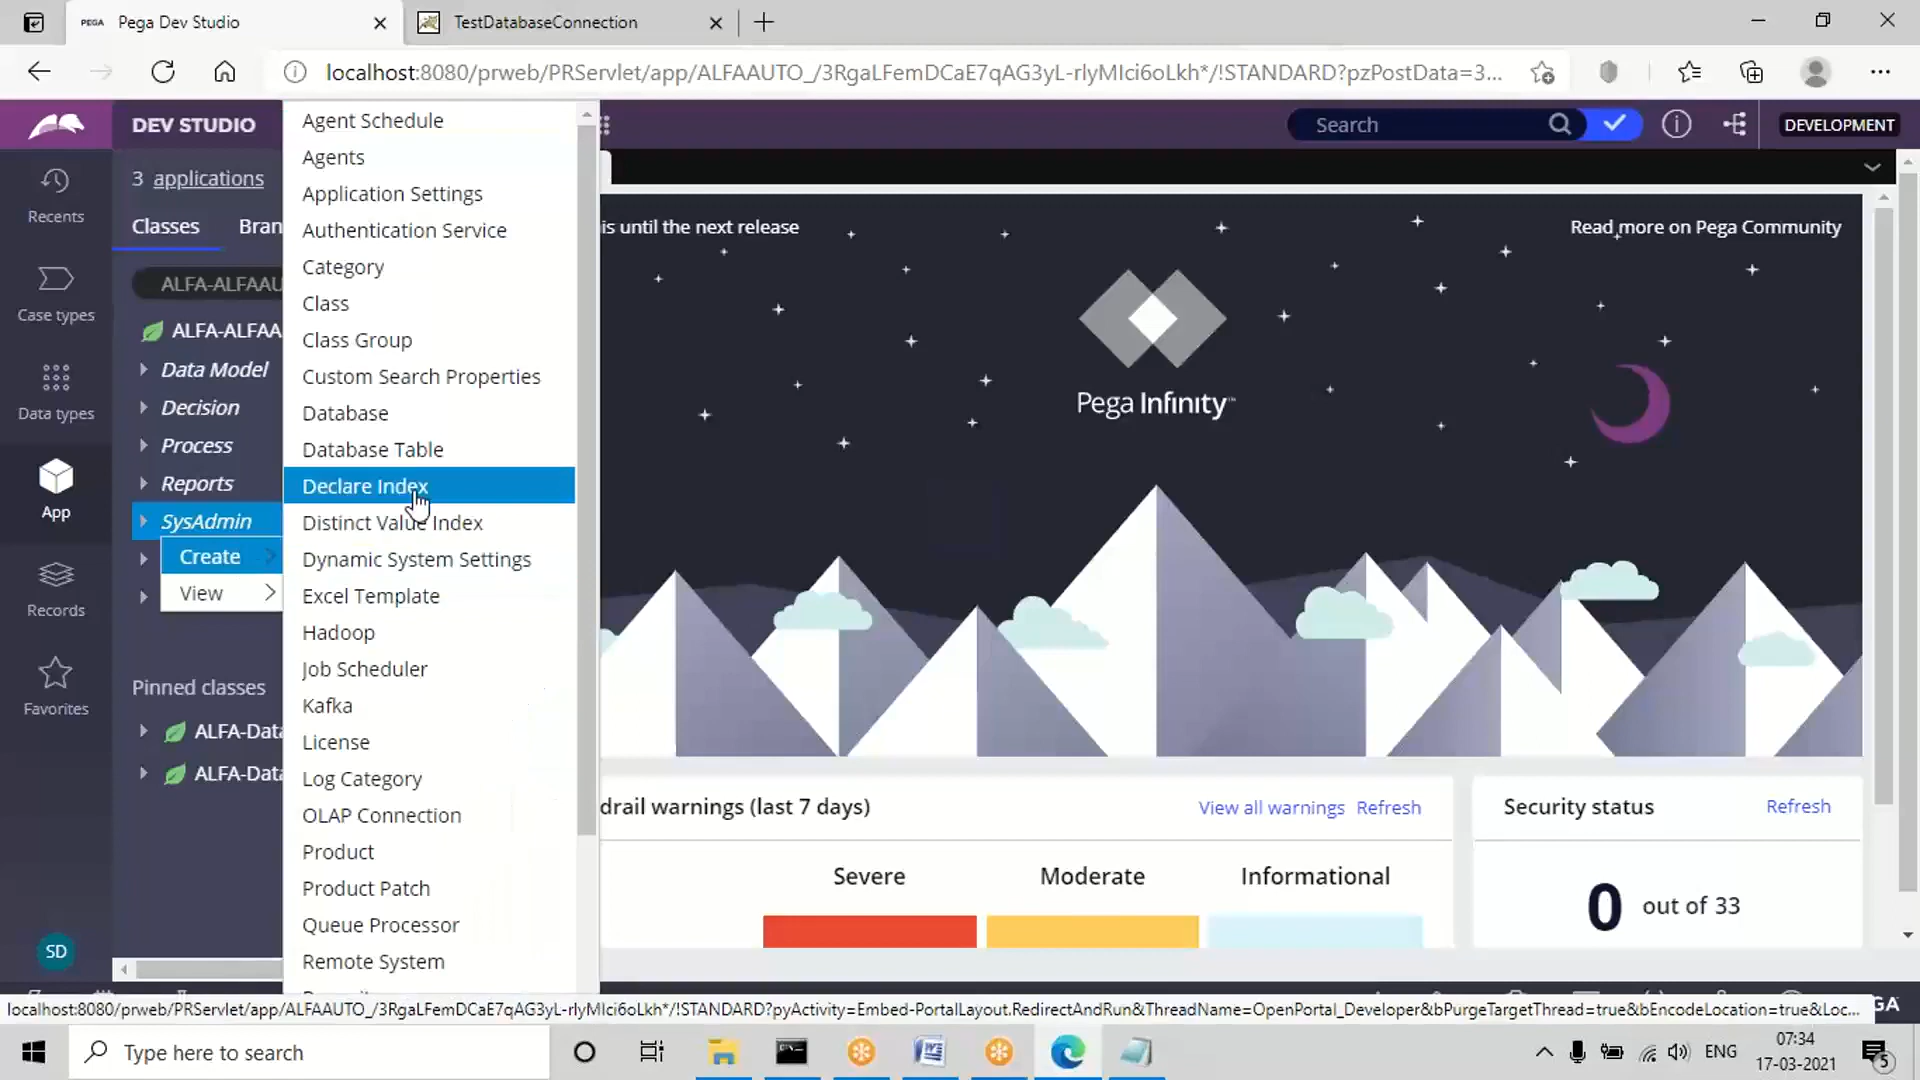 PEGA Pega Dev Studio
TestDatabaseConnection
localhost:8080/prweb/PRServlet/app/ALFAAUTO_/3RgaLFemDCaE7qAG3yL-rlyMIci6oLkh*/!STANDARD?pzPostData=3...
DEV STUDIO
Search
DEVELOPMENT
3 applications
Recents
Classes
Bran
ALFA-ALFAAU
ALFA-ALFAA
Case types
Data Model
Data types
Decision
Process
Reports
App
SysAdmin
Create
View
Records
Pinned classes
Favorites
ALFA-Data
ALFA-Data
SD
Agent Schedule
Agents
Application Settings
Authentication Service
Category
Class
Class Group
Custom Search Properties
Database
Database Table
Declare Index
Distinct Value Index
Dynamic System Settings
Excel Template
Hadoop
Job Scheduler
Kafka
License
Log Category
OLAP Connection
Product
Product Patch
Queue Processor
Remote System
is until the next release
Read more on Pega Community
Pega Infinity™
drail warnings (last 7 days)
View all warnings Refresh
Severe
Moderate
Informational
Security status
Refresh
0 out of 33
localhost:8080/prweb/PRServlet/app/ALFAAUTO_/3RgaLFemDCaE7qAG3yL-rlyMIci6oLkh*/!STANDARD?pyActivity=Embed-PortalLayout.RedirectAndRun&ThreadName=OpenPortal_Developer&bPurgeTargetThread=true&bEncodeLocation=true&Loc...
GA
Type here to search
ENG
07:34
17-03-2021
5